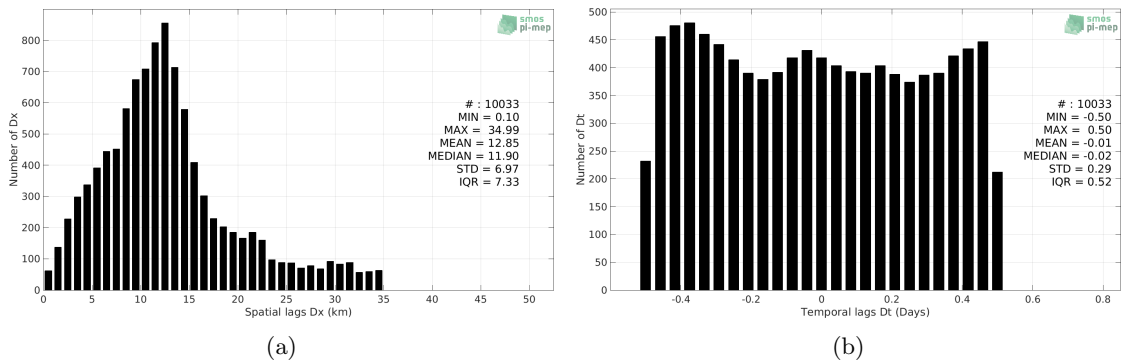 smos
pi-mep
800
700
600
500
400
300
200
100
0
Number of Dx
# : 10033
MIN = 0.10
MAX = 34.99
MEAN = 12.85
MEDIAN = 11.90
STD = 6.97
IQR = 7.33
0 5 10 15 20 25 30 35 40 45 50
Spatial lags Dx (km)
(a)
smos
pi-mep
500
450
400
350
300
250
200
150
100
50
0
Number of Dt
# : 10033
MIN = -0.50
MAX = 0.50
MEAN = -0.01
MEDIAN = -0.02
STD = 0.29
IQR = 0.52
-0.4 -0.2 0 0.2 0.4 0.6 0.8
Temporal lags Dt (Days)
(b)